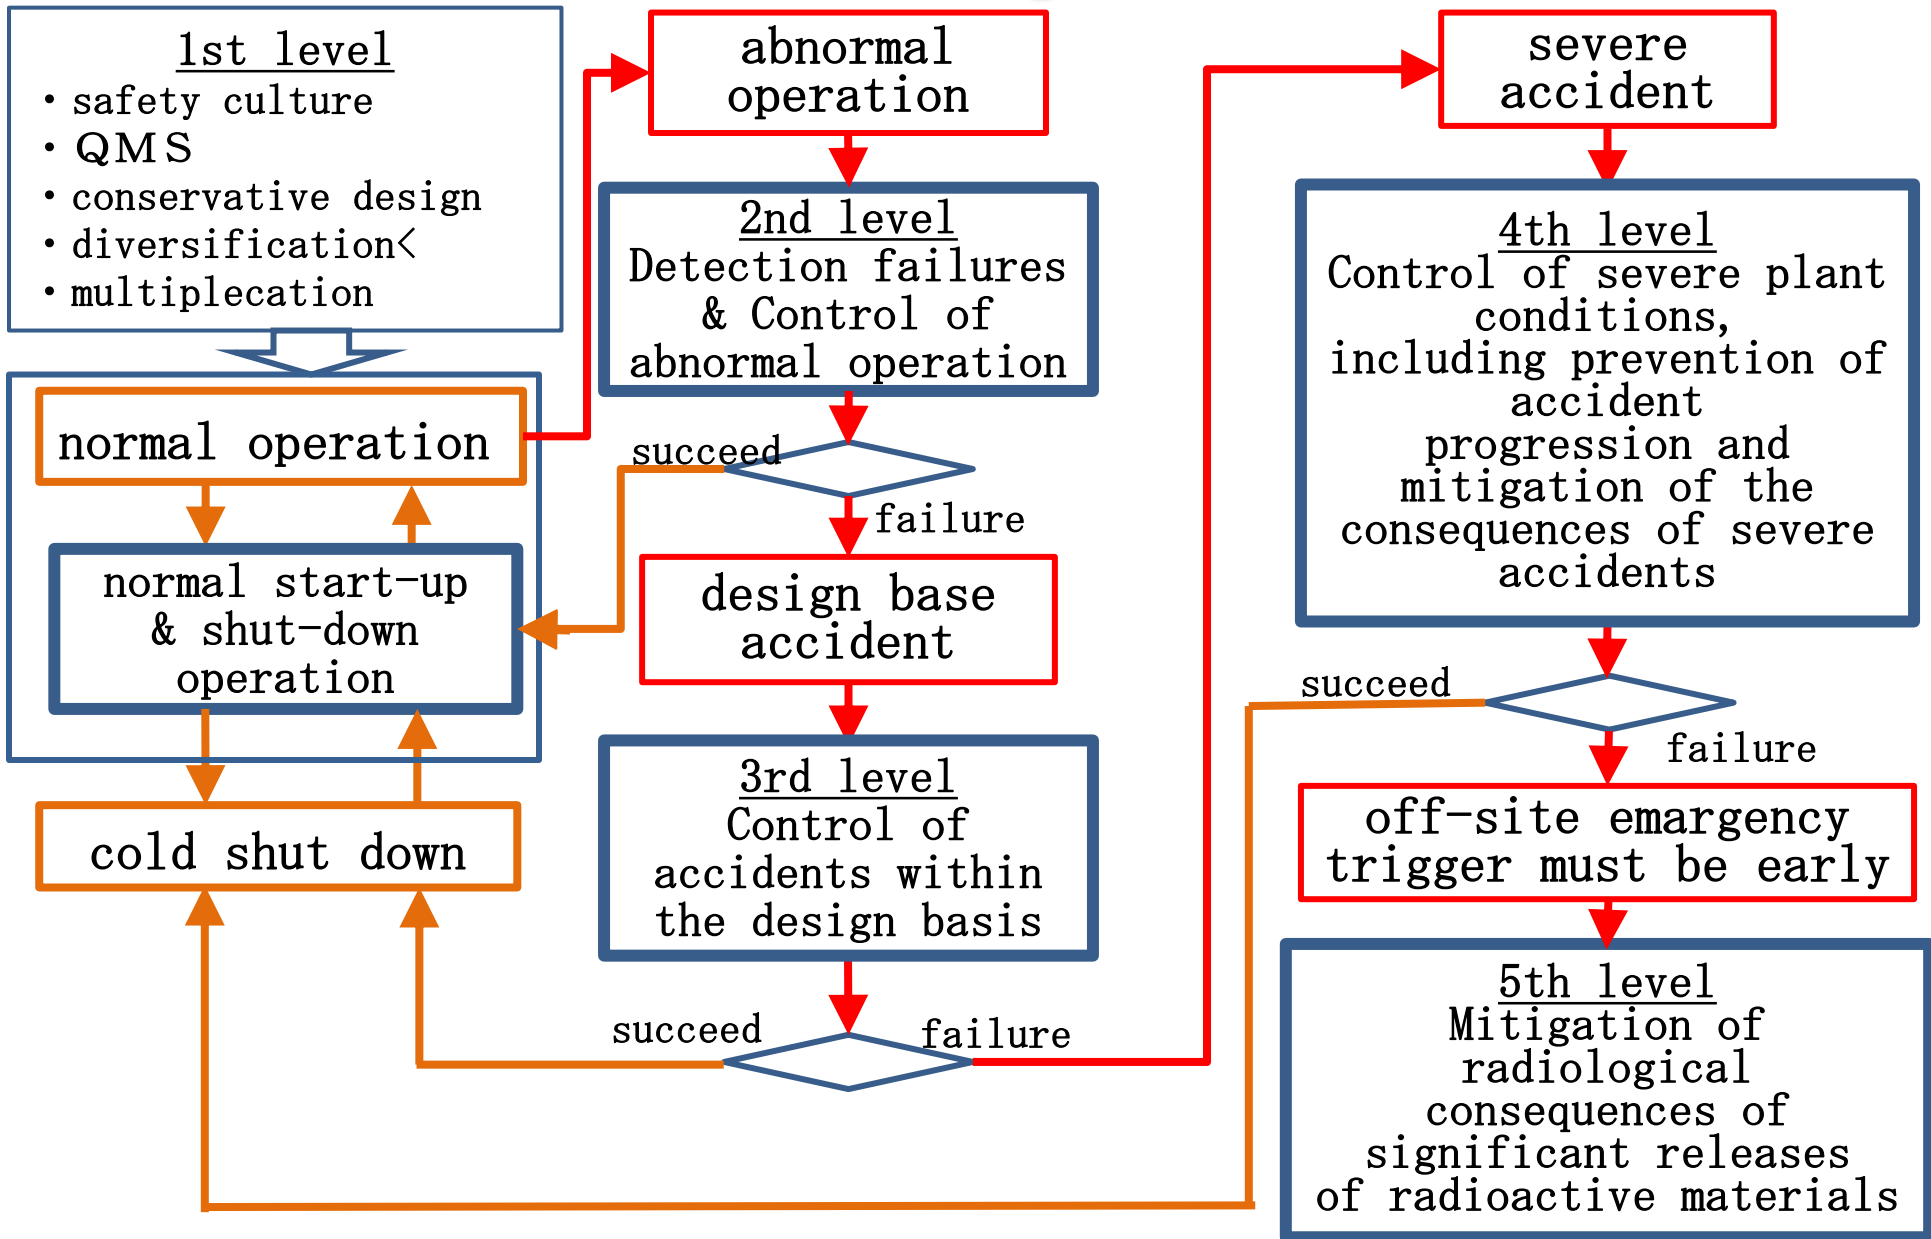 1st level
・safety culture
・QMS
・conservative design
・diversification<
・multiplecation
normal operation
normal start-up
& shut-down
operation
cold shut down
abnormal
operation
2nd level
Detection failures
& Control of
abnormal operation
succeed
failure
design base
accident
3rd level
Control of
accidents within
the design basis
succeed
failure
severe
accident
4th level
Control of severe plant
conditions,
including prevention of
accident
progression and
mitigation of the
consequences of severe
accidents
succeed
failure
off-site emargency
trigger must be early
5th level
Mitigation of
radiological
consequences of
significant releases
of radioactive materials